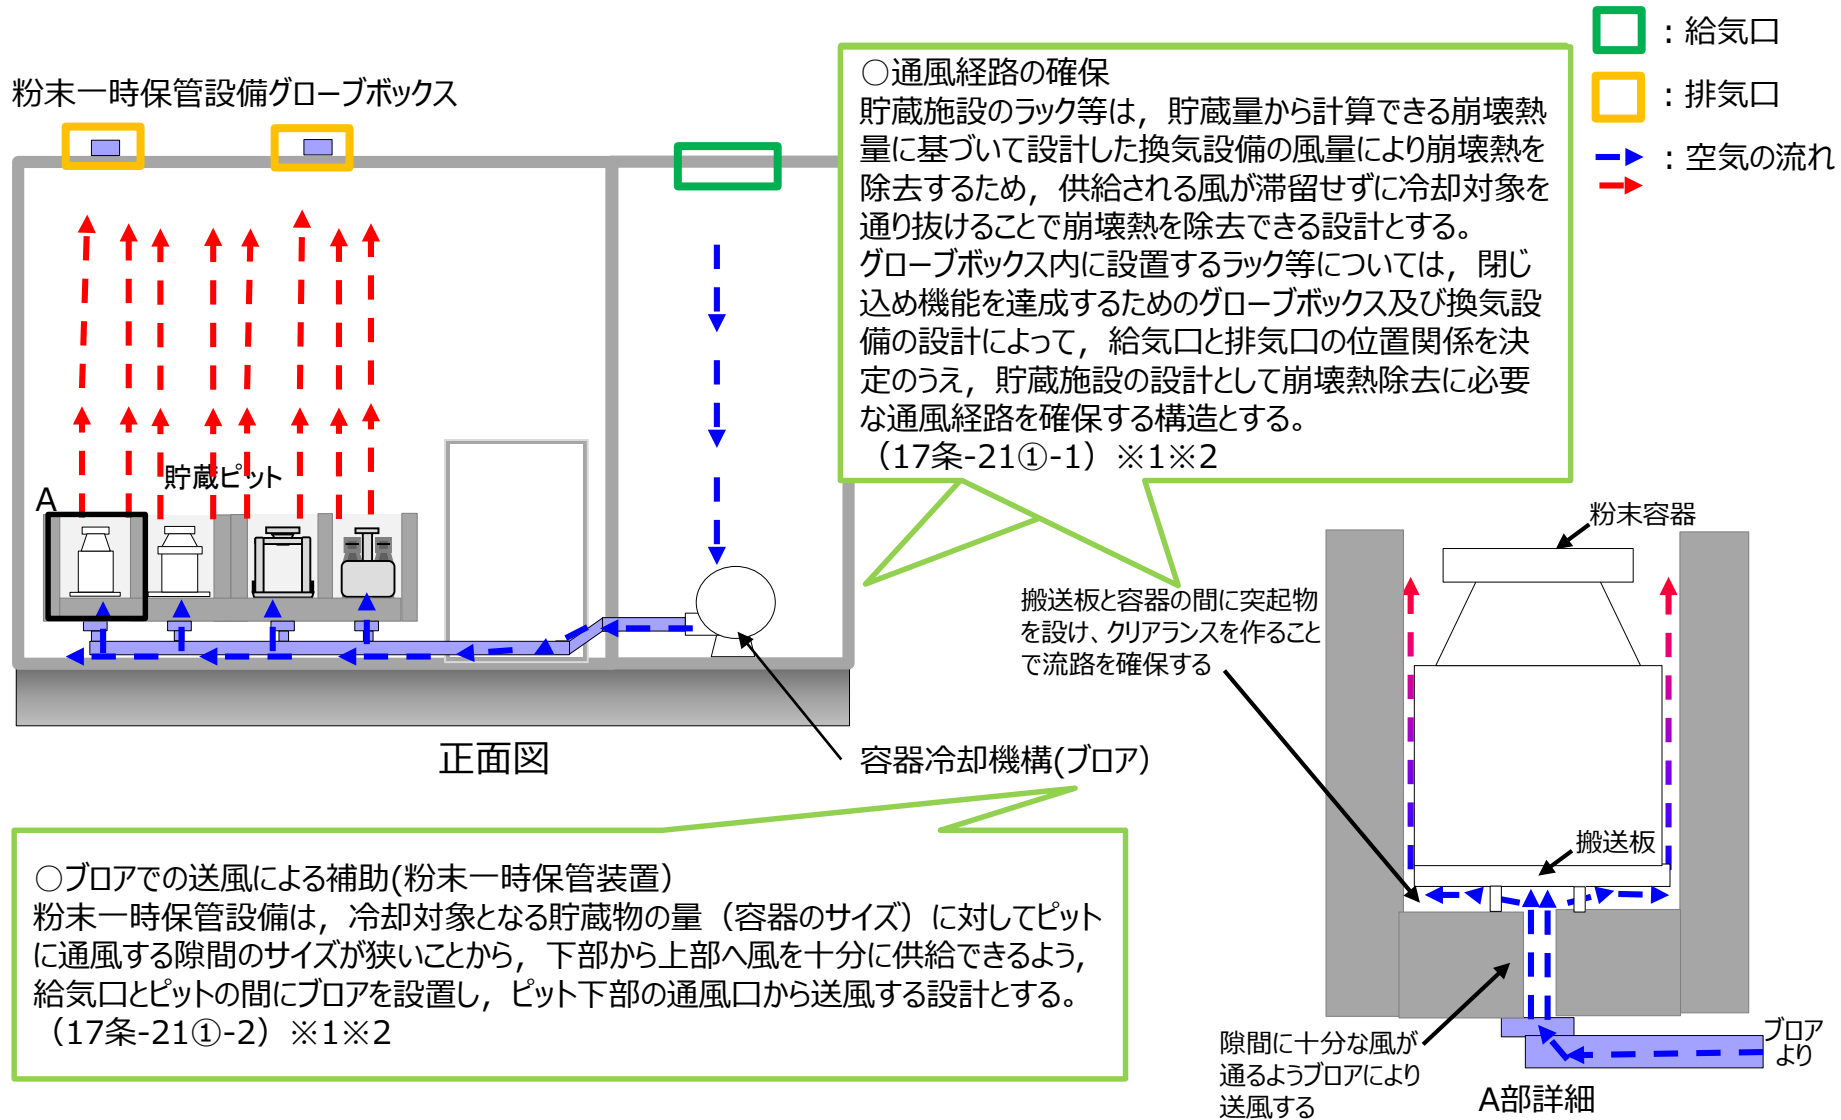 ：給気口
：排気口
：空気の流れ
粉末一時保管設備グローブボックス
○通風経路の確保
貯蔵施設のラック等は，貯蔵量から計算できる崩壊熱
量に基づいて設計した換気設備の風量により崩壊熱を
除去するため，供給される風が滞留せずに冷却対象を
通り抜けることで崩壊熱を除去できる設計とする。
グローブボックス内に設置するラック等については，閉じ
込め機能を達成するためのグローブボックス及び換気設
備の設計によって，給気口と排気口の位置関係を決
定のうえ，貯蔵施設の設計として崩壊熱除去に必要
な通風経路を確保する構造とする。
（17条-21①-1）※1※2
貯蔵ピット
A
正面図
容器冷却機構(ブロア）
○ブロアでの送風による補助(粉末一時保管装置）
粉末一時保管設備は，冷却対象となる貯蔵物の量（容器のサイズ）に対してピット
に通風する隙間のサイズが狭いことから，下部から上部へ風を十分に供給できるよう，
給気口とピットの間にブロアを設置し，ピット下部の通風口から送風する設計とする。
（17条-21①-2）※1※2
粉末容器
搬送板と容器の間に突起物
を設け、クリアランスを作ること
で流路を確保する
搬送板
隙間に十分な風が
通るようブロアにより
送風する
ブロア
より
A部詳細